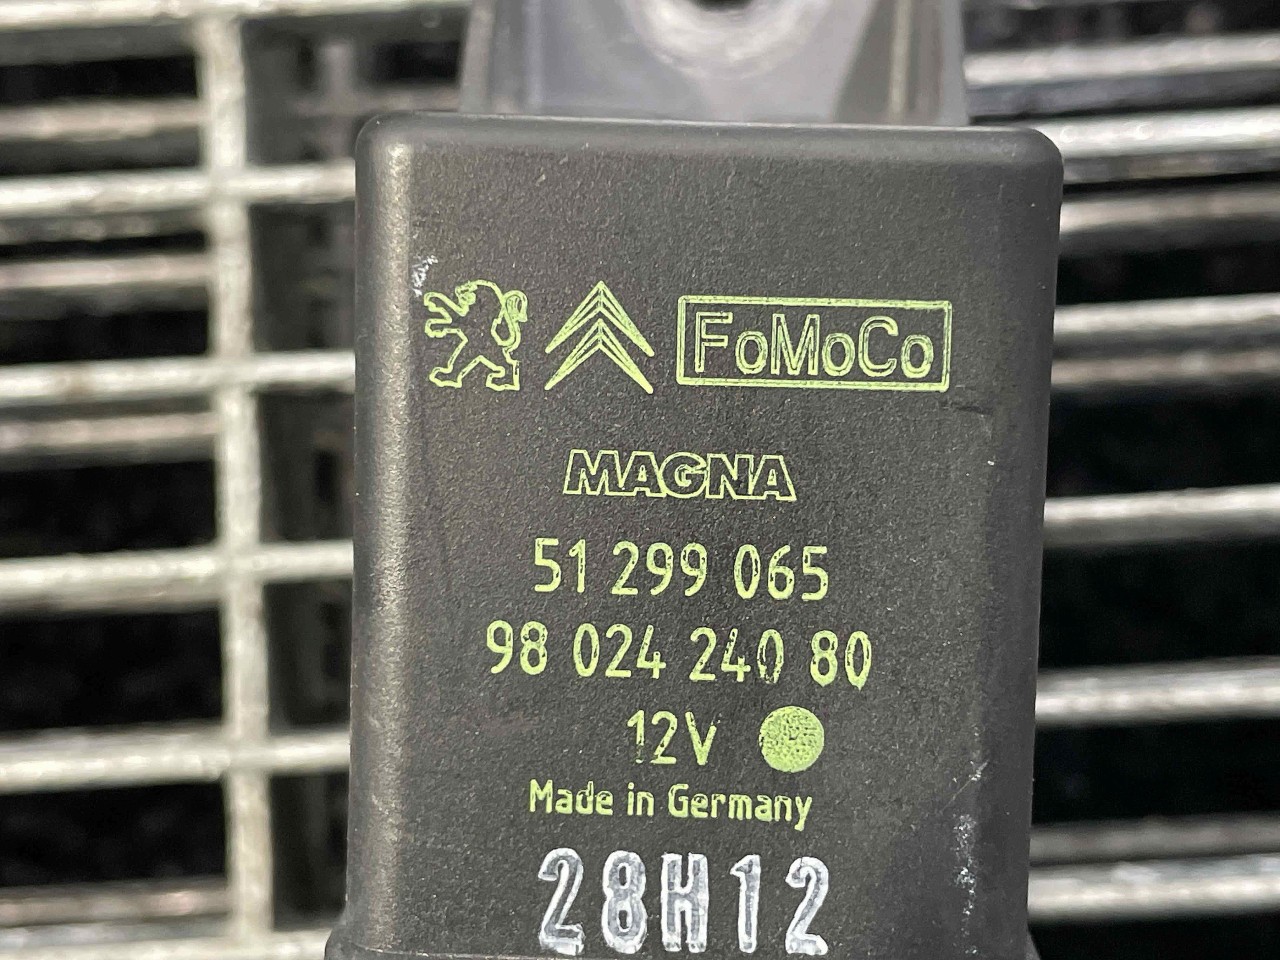 FoMoCo
MAGNA
51 299 065
98 024 240 80
12V
Made in Germany
28H12